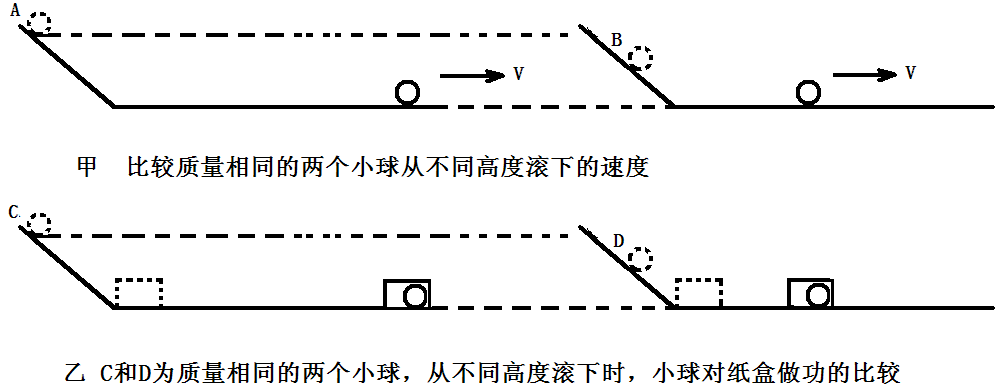 A
B
V
V
甲 比较质量相同的两个小球从不同高度滚下的速度
C
D
乙 C和D为质量相同的两个小球,从不同高度滚下时,小球对纸盒做功的比较